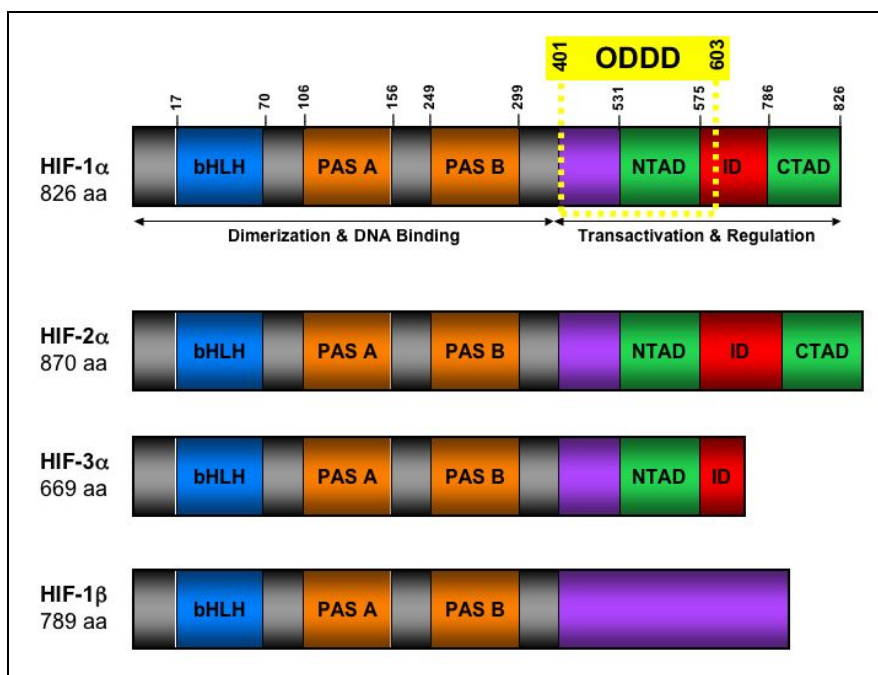 401 ODDD 603
17 70 106 156 249 299 531 575 786 826
HIF-1α
826 aa
bHLH PAS A PAS B NTAD ID CTAD
Dimerization & DNA Binding Transactivation & Regulation
HIF-2α
870 aa
bHLH PAS A PAS B NTAD ID CTAD
HIF-3α
669 aa
bHLH PAS A PAS B NTAD ID
HIF-1β
789 aa
bHLH PAS A PAS B